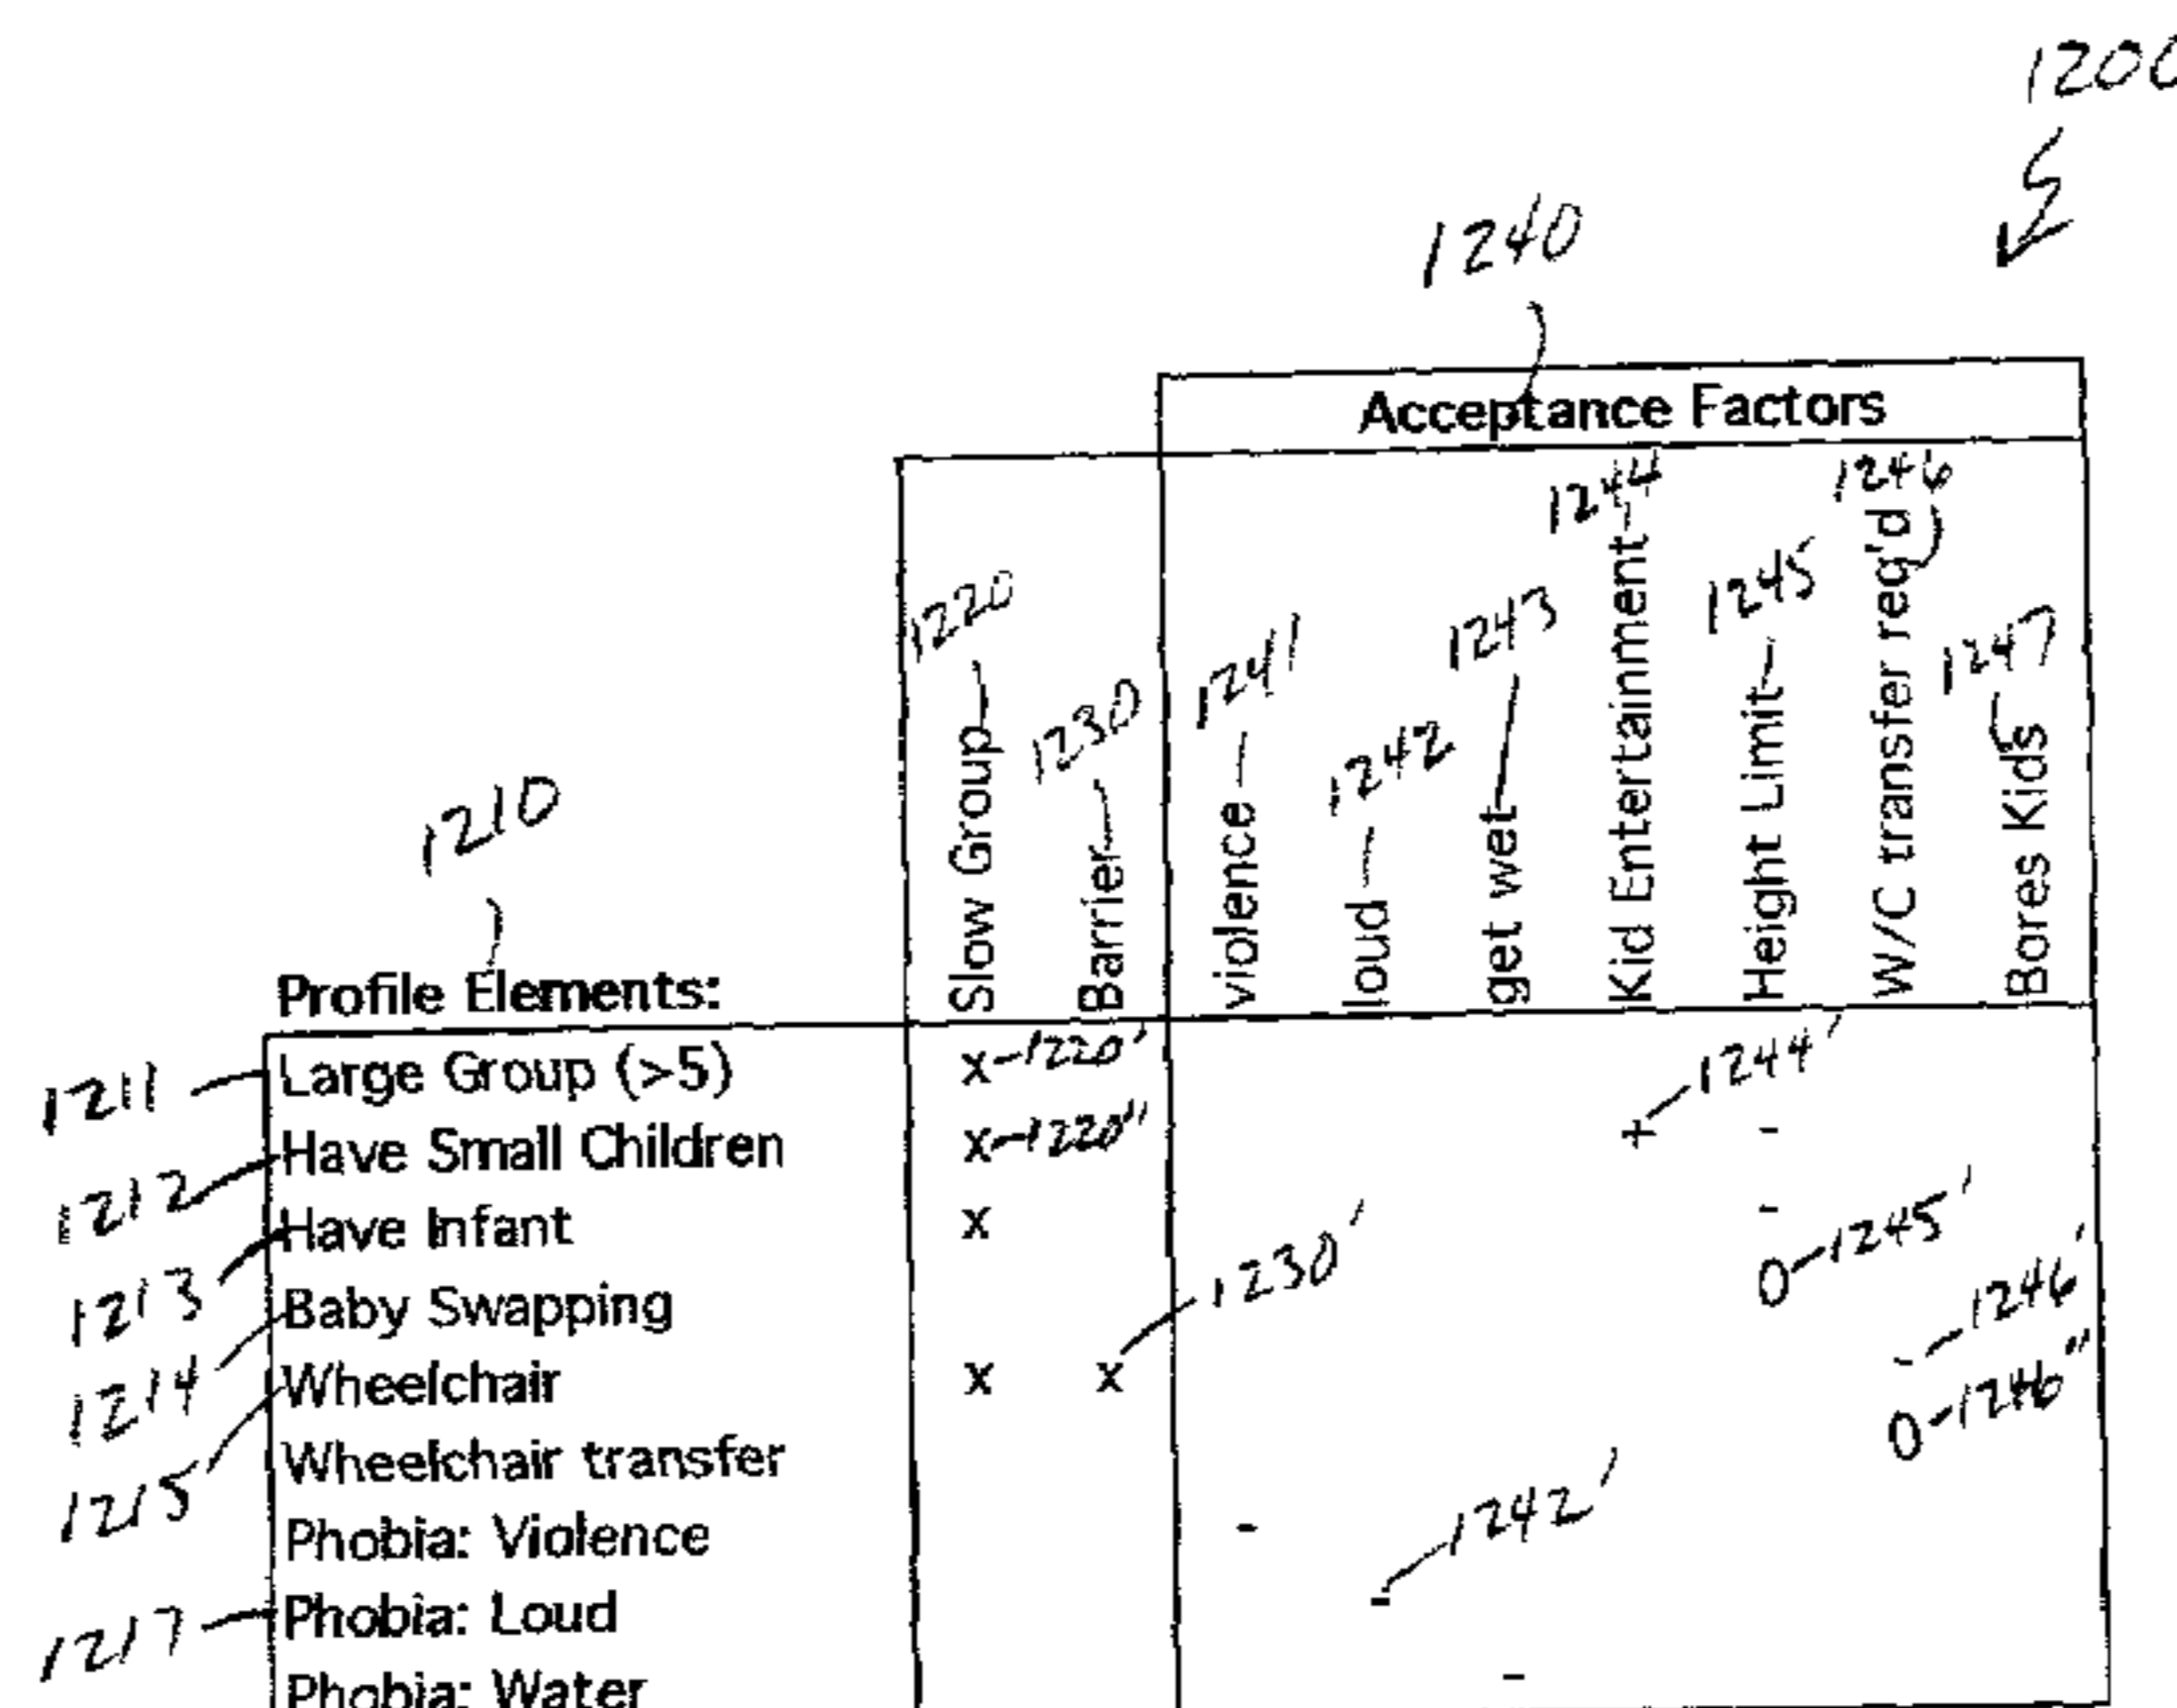 1200
1240
Acceptance Factors
1244 1246
1220 1243 1245
1230 1241 1242 1247
1210
Slow Group
Barrier
violence
loud
get wet
Kid Entertainment
Height Limit
W/C transfer req'd
Bores Kids
Profile Elements:
1211 Large Group (>5) x 1220' 1244'
1212 Have Small Children x 1220" + -
1213 Have Infant x - 1245'
1214 Baby Swapping 1230' 0 1246'
1215 Wheelchair x x - 1246"
Wheelchair transfer 0
Phobia: Violence - 1242'
1217 Phobia: Loud -
Phobia: Water -